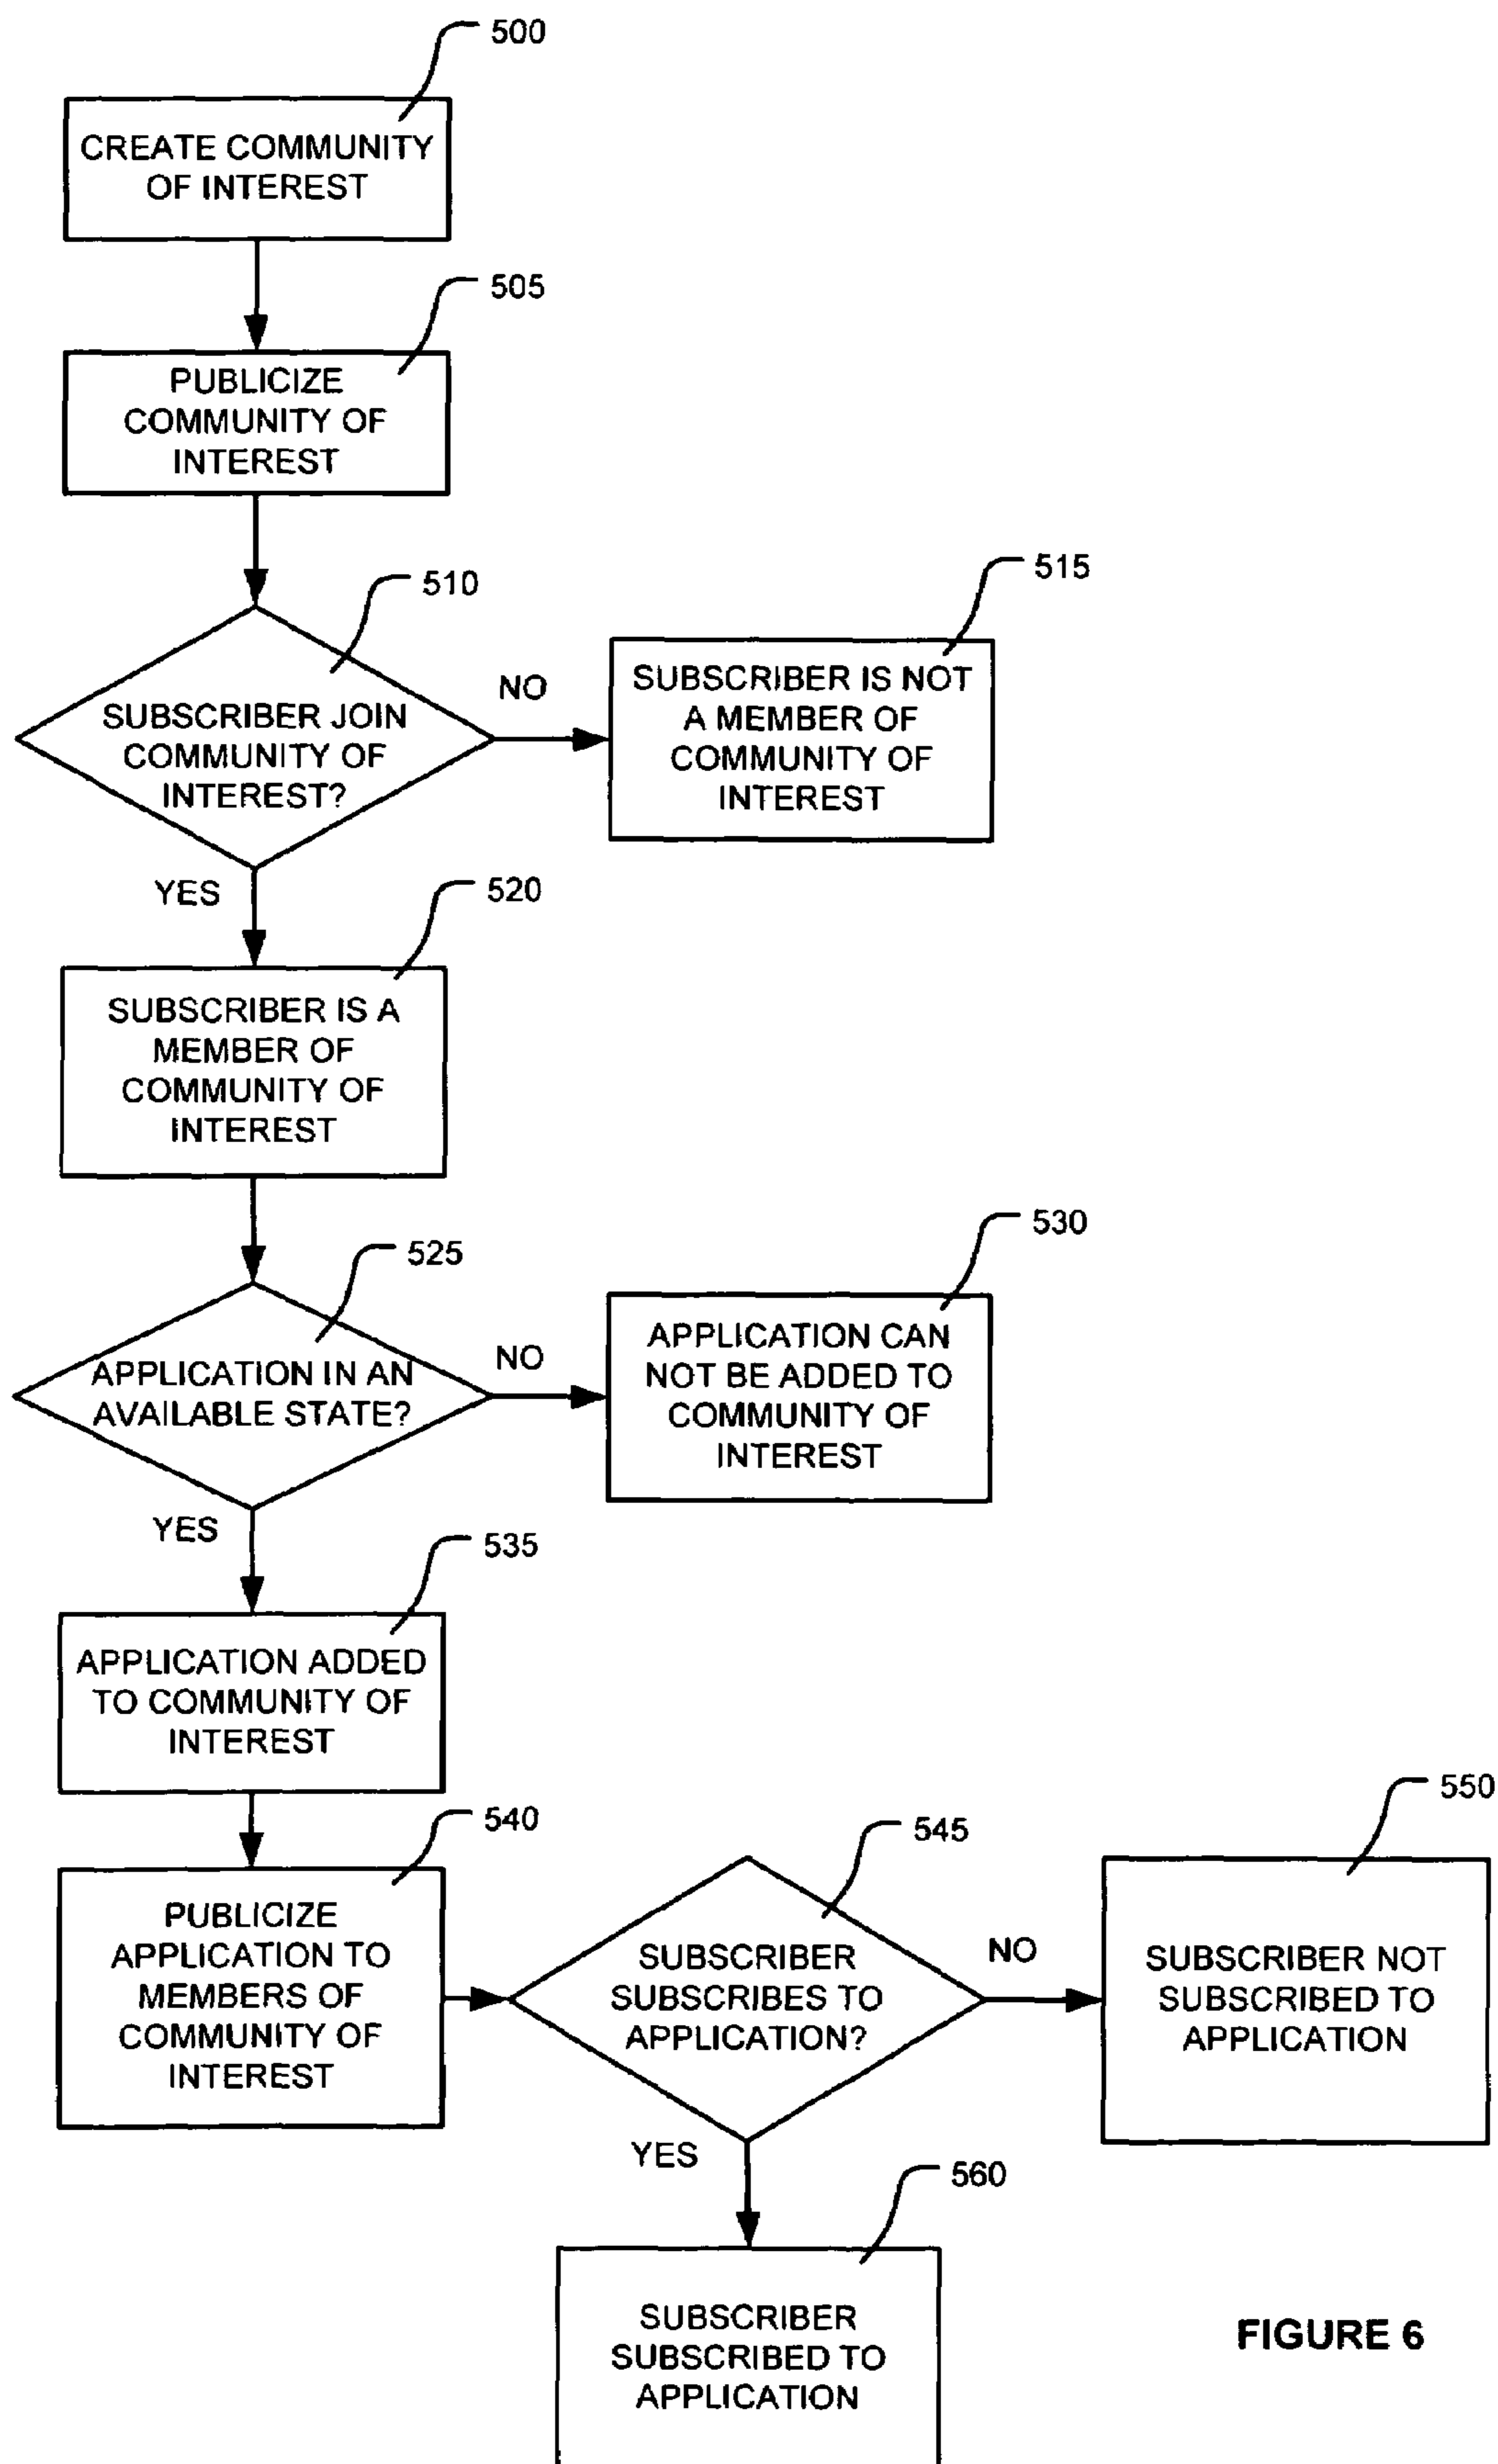 500
CREATE COMMUNITY
OF INTEREST
505
PUBLICIZE
COMMUNITY OF
INTEREST
510
SUBSCRIBER JOIN
COMMUNITY OF
INTEREST?
NO
515
SUBSCRIBER IS NOT
A MEMBER OF
COMMUNITY OF
INTEREST
YES
520
SUBSCRIBER IS A
MEMBER OF
COMMUNITY OF
INTEREST
525
APPLICATION IN AN
AVAILABLE STATE?
NO
530
APPLICATION CAN
NOT BE ADDED TO
COMMUNITY OF
INTEREST
YES
535
APPLICATION ADDED
TO COMMUNITY OF
INTEREST
540
PUBLICIZE
APPLICATION TO
MEMBERS OF
COMMUNITY OF
INTEREST
545
SUBSCRIBER
SUBSCRIBES TO
APPLICATION?
NO
550
SUBSCRIBER NOT
SUBSCRIBED TO
APPLICATION
YES
560
SUBSCRIBER
SUBSCRIBED TO
APPLICATION
FIGURE 6